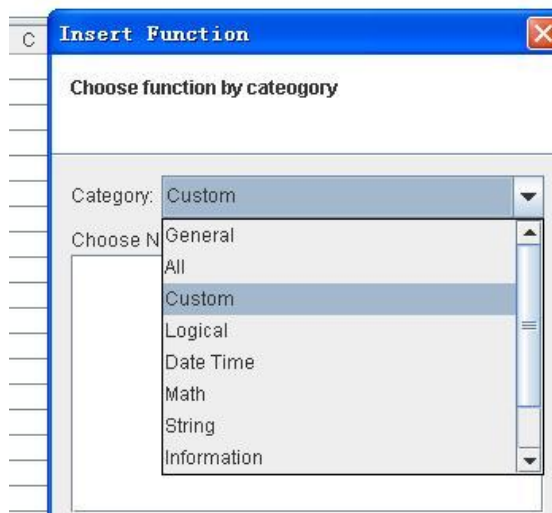 C
Insert Function
Choose function by cateogory
Category: Custom
Choose N
General
All
Custom
Logical
Date Time
Math
String
Information